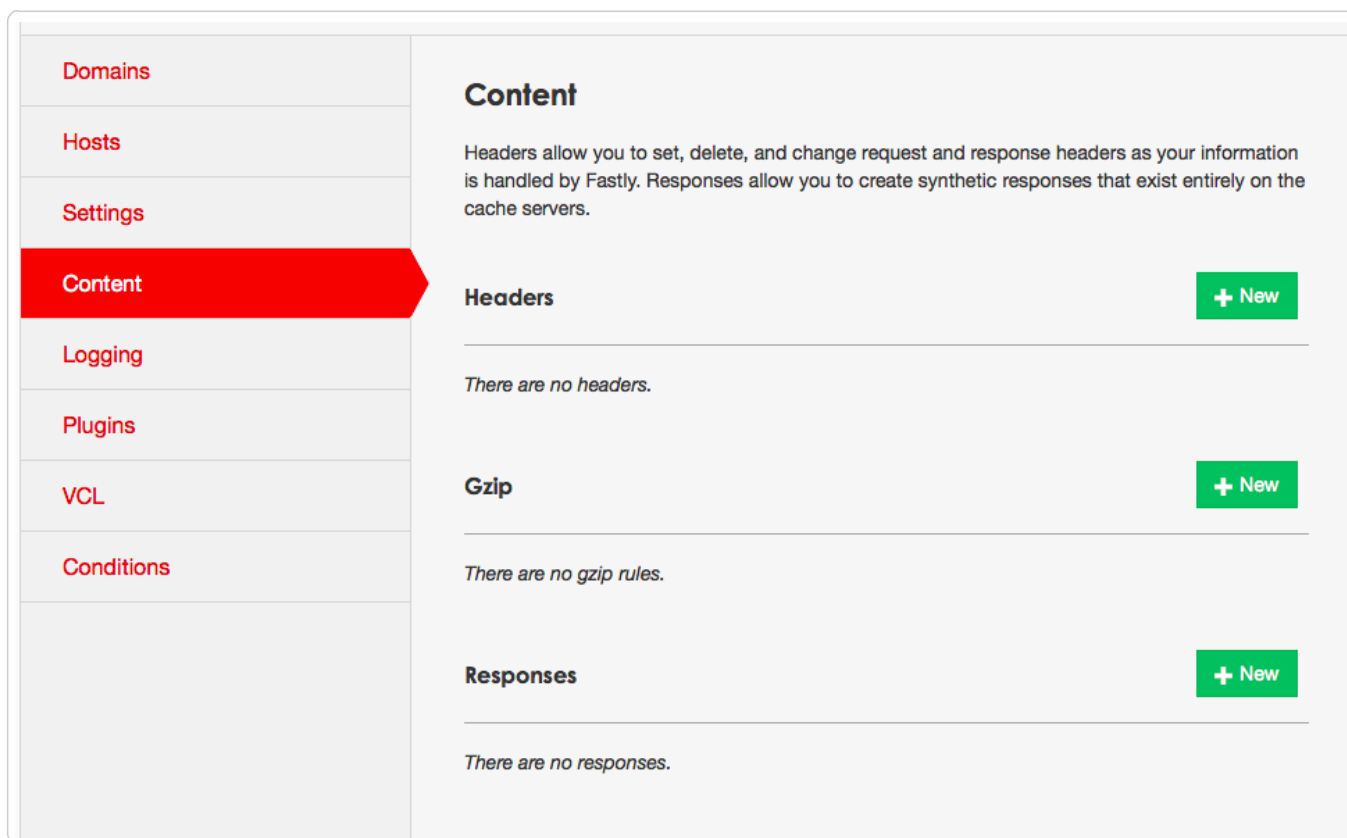 Domains
Hosts
Settings
Content
Logging
Plugins
VCL
Conditions
Content
Headers allow you to set, delete, and change request and response headers as your information
is handled by Fastly. Responses allow you to create synthetic responses that exist entirely on the
cache servers.
Headers
+ New
There are no headers.
Gzip
+ New
There are no gzip rules.
Responses
+ New
There are no responses.